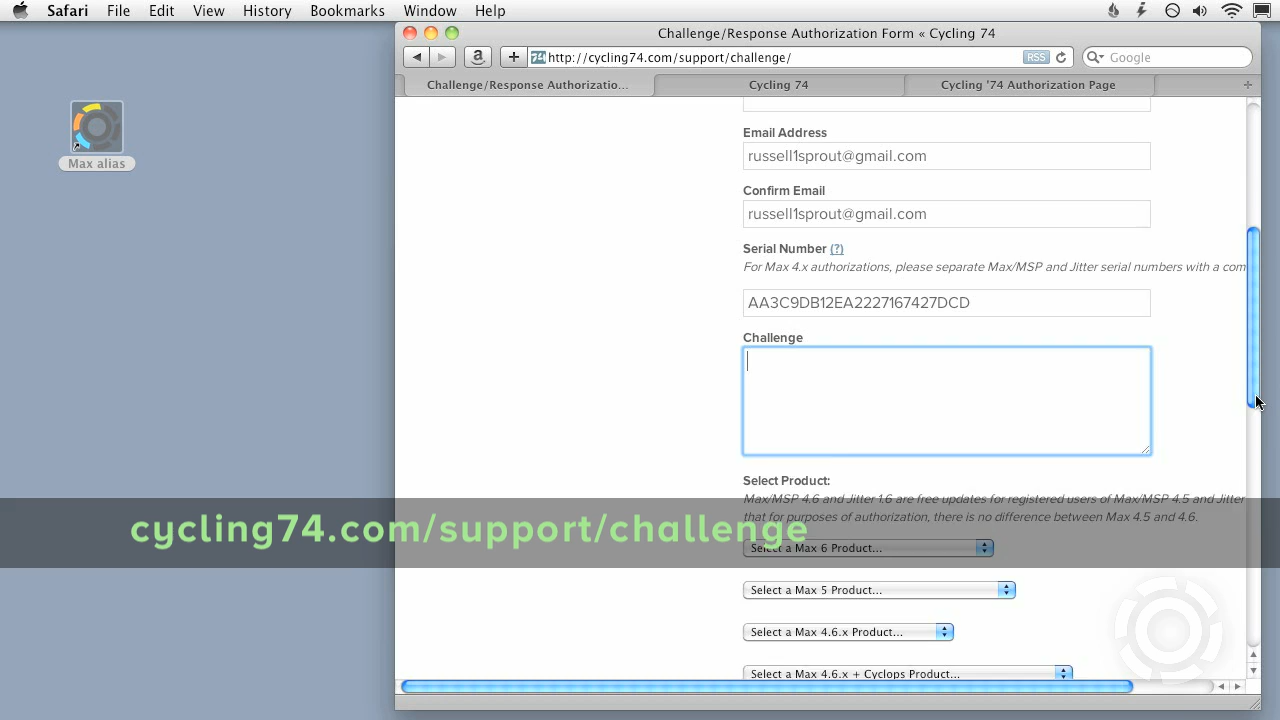 Safari File Edit View History Bookmarks Window Help
Challenge/Response Authorization Form « Cycling 74
http://cycling74.com/support/challenge/ RSS Google
Challenge/Response Authorizatio... Cycling 74 Cycling '74 Authorization Page
Max alias
Email Address
russell1sprout@gmail.com
Confirm Email
russell1sprout@gmail.com
Serial Number (?)
For Max 4.x authorizations, please separate Max/MSP and Jitter serial numbers with a com
AA3C9DB12EA2227167427DCD
Challenge
Select Product:
Max/MSP 4.6 and Jitter 1.6 are free updates for registered users of Max/MSP 4.5 and Jitter
that for purposes of authorization, there is no difference between Max 4.5 and 4.6.
cycling74.com/support/challenge
Select a Max 6 Product...
Select a Max 5 Product...
Select a Max 4.6.x Product...
Select a Max 4.6.x + Cyclops Product...